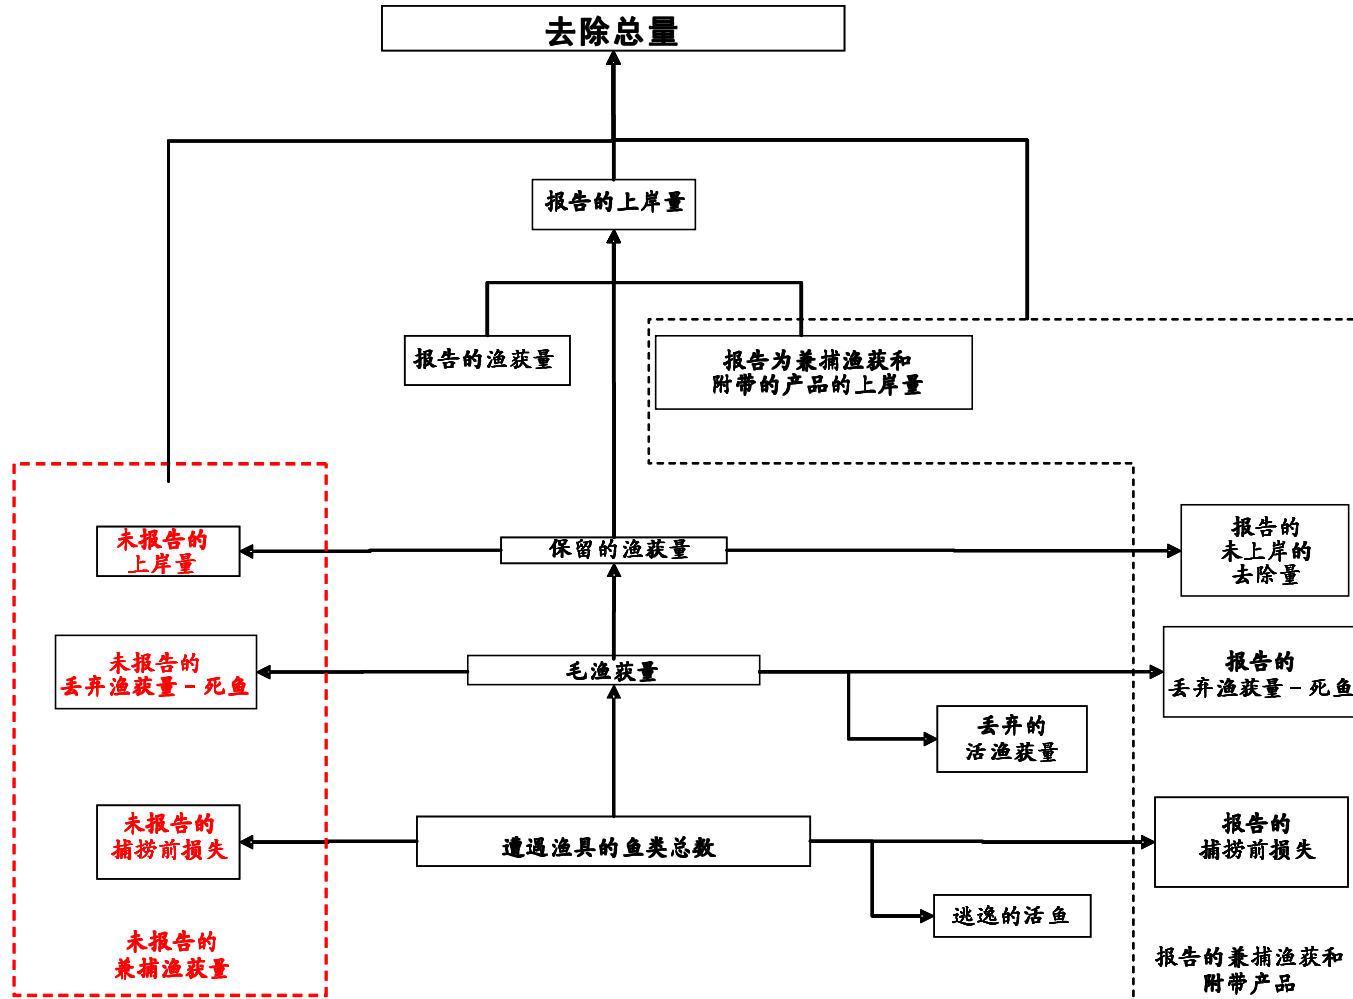 去除总量
报告的上岸量
报告的渔获量
报告为兼捕渔获和
附带的产品的上岸量
未报告的
上岸量
保留的渔获量
报告的
未上岸的
去除量
未报告的
丢弃渔获量－死鱼
毛渔获量
报告的
丢弃渔获量－死鱼
丢弃的
活渔获量
未报告的
捕捞前损失
遭遇渔具的鱼类总数
报告的
捕捞前损失
逃逸的活鱼
未报告的
兼捕渔获量
报告的兼捕渔获和
附带产品